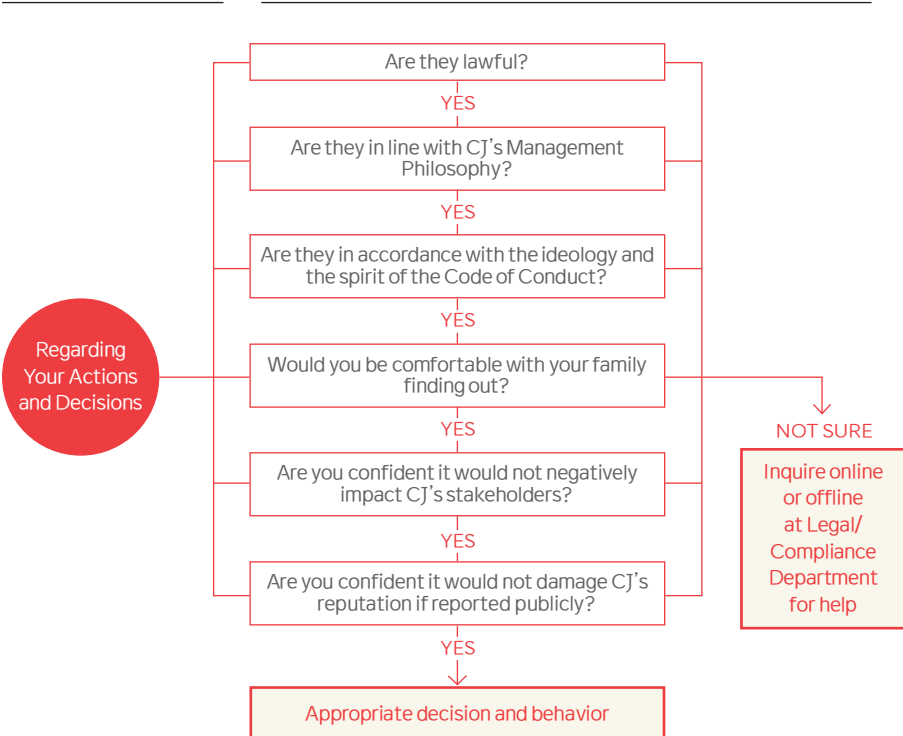 Are they lawful?
YES
Are they in line with CJ's Management
Philosophy?
YES
Are they in accordance with the ideology and
the spirit of the Code of Conduct?
YES
Regarding
Your Actions
and Decisions
Would you be comfortable with your family
finding out?
YES
NOT SURE
Inquire online
or offline
at Legal/
Compliance
Department
for help
Are you confident it would not negatively
impact CJ's stakeholders?
YES
Are you confident it would not damage CJ's
reputation if reported publicly?
YES
Appropriate decision and behavior